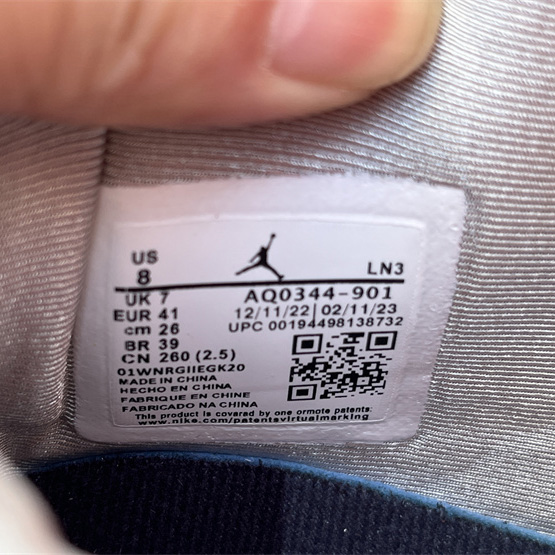 US
8
LN3
UK 7
AQ0344-901
EUR 41
12/11/22 | 02/11/23
cm 26
UPC 00194498138732
BR 39
CN 260 (2.5)
01WNRGIIEGK20
MADE IN CHINA
HECHO EN CHINA
FABRIQUE EN CHINE
FABRICADO NA CHINA
This product is covarad by one ormote patents:
www.nike.com/patentsvirtualmarking